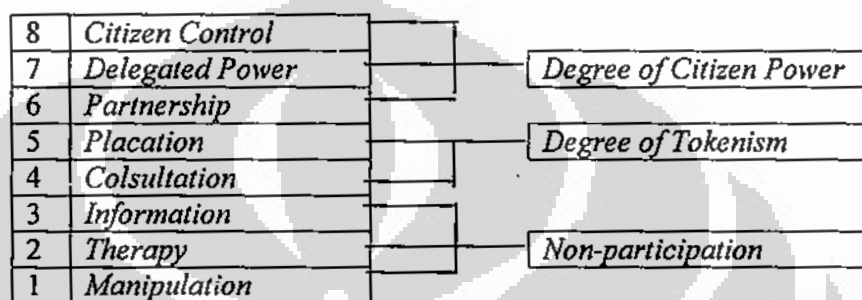 8 Citizen Control
7 Delegated Power Degree of Citizen Power
6 Partnership
5 Placation Degree of Tokenism
4 Colsultation
3 Information
2 Therapy Non-participation
1 Manipulation